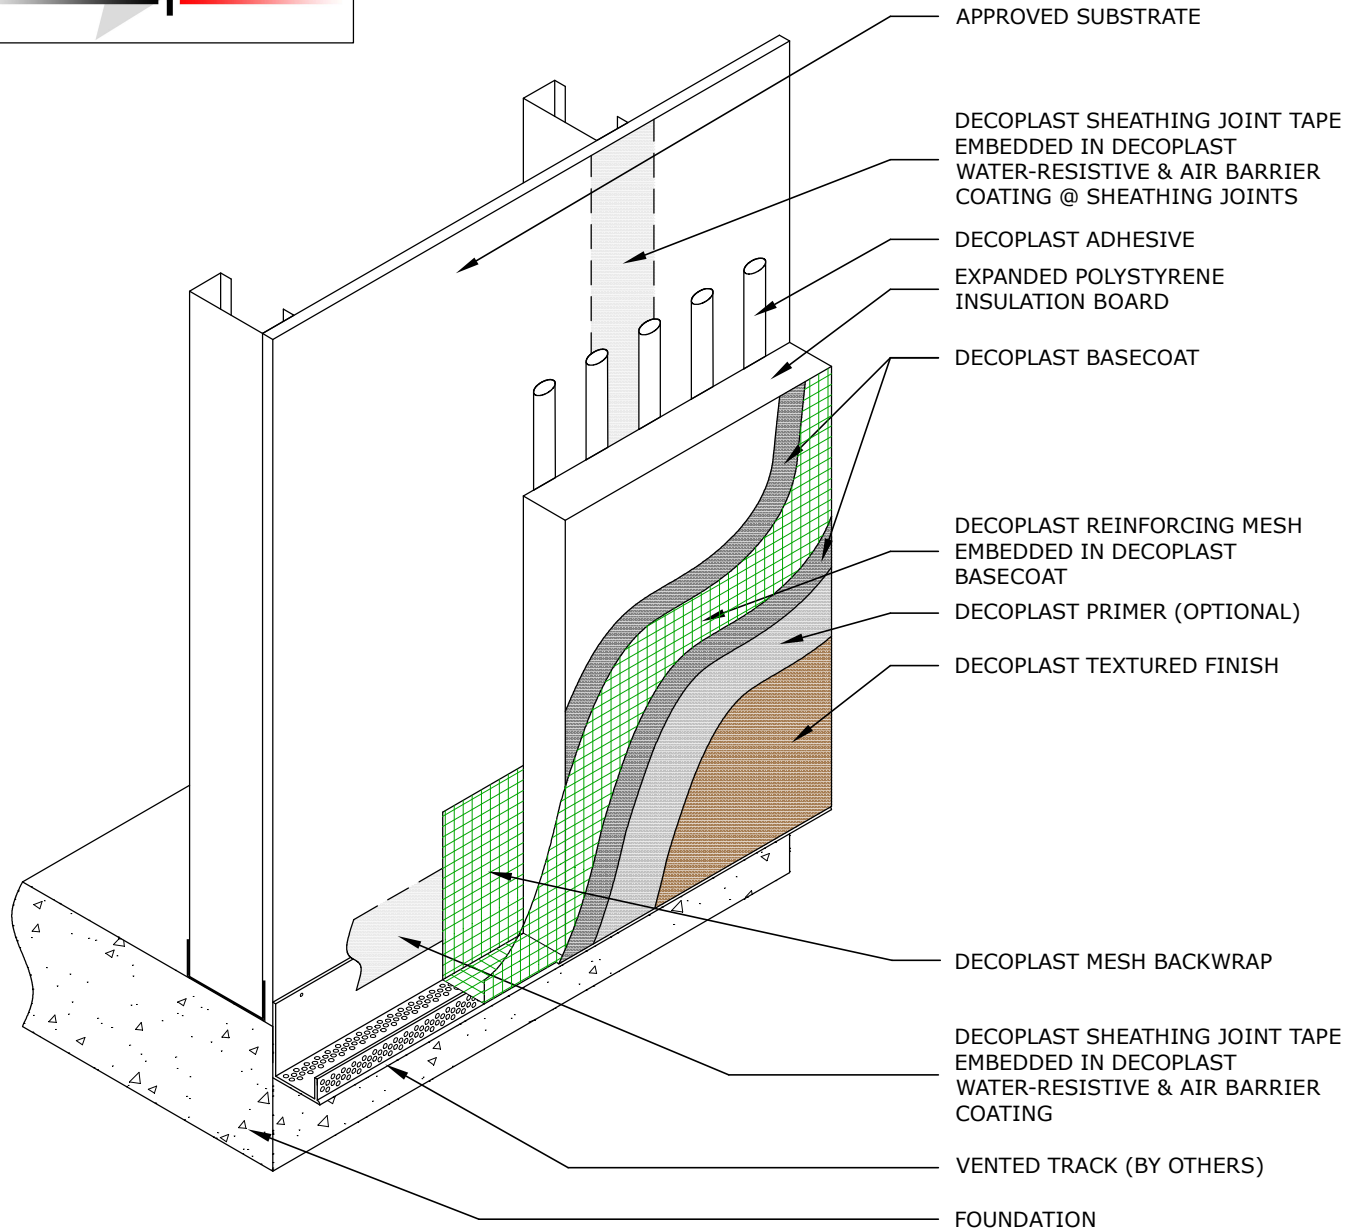 APPROVED SUBSTRATE
DECOPLAST SHEATHING JOINT TAPE
EMBEDDED IN DECOPLAST
WATER-RESISTIVE & AIR BARRIER
COATING @ SHEATHING JOINTS
DECOPLAST ADHESIVE
EXPANDED POLYSTYRENE
INSULATION BOARD
DECOPLAST BASECOAT
DECOPLAST REINFORCING MESH
EMBEDDED IN DECOPLAST
BASECOAT
DECOPLAST PRIMER (OPTIONAL)
DECOPLAST TEXTURED FINISH
DECOPLAST MESH BACKWRAP
DECOPLAST SHEATHING JOINT TAPE
EMBEDDED IN DECOPLAST
WATER-RESISTIVE & AIR BARRIER
COATING
VENTED TRACK (BY OTHERS)
FOUNDATION